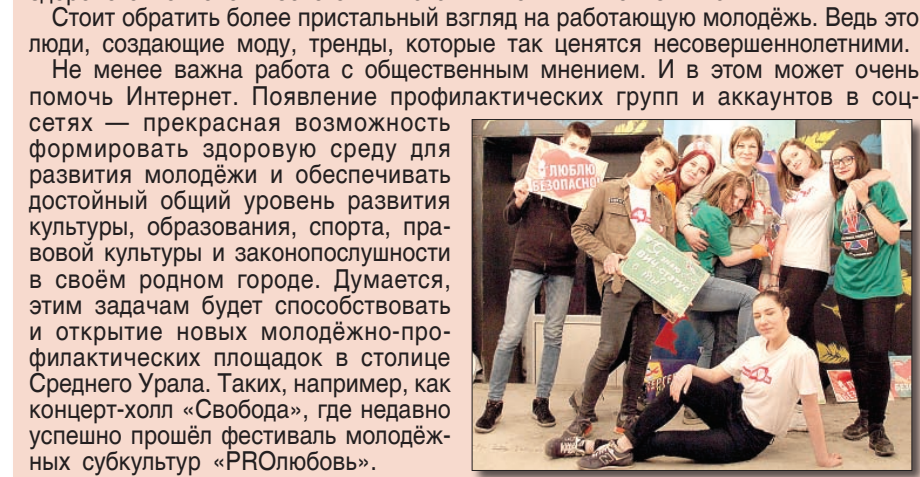 Стоит обратить более пристальный взгляд на работающую молодёжь. Ведь это
люди, создающие моду, тренды, которые так ценятся несовершеннолетними.
Не менее важна работа с общественным мнением. И в этом может очень
помочь Интернет. Появление профилактических групп и аккаунтов в соц-
сетях — прекрасная возможность
формировать здоровую среду для
развития молодёжи и обеспечивать
достойный общий уровень развития
культуры, образования, спорта, пра-
вовой культуры и законопослушности
в своём родном городе. Думается,
этим задачам будет способствовать
и открытие новых молодёжно-про-
филактических площадок в столице
Среднего Урала. Таких, например, как
концерт-холл «Свобода», где недавно
успешно прошёл фестиваль молодёж-
ных субкультур «PROлюбовь».
ЛЮБЛЮ
БЕЗОПАСНО!
Я знаю свой
ВИЧ-статус